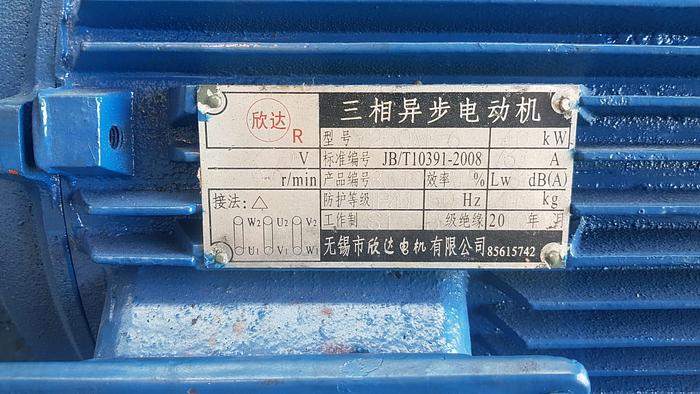 欣达 R
三相异步电动机
型号 kW
V 标准编号 JB/T10391-2008 A
r/min 产品编号 效率 % Lw dB(A)
接法:△ 防护等级 Hz kg
W2 U2 V2 工作制 级绝缘 20 年 月
U1 V1 W1
无锡市欣达电机有限公司 85615742